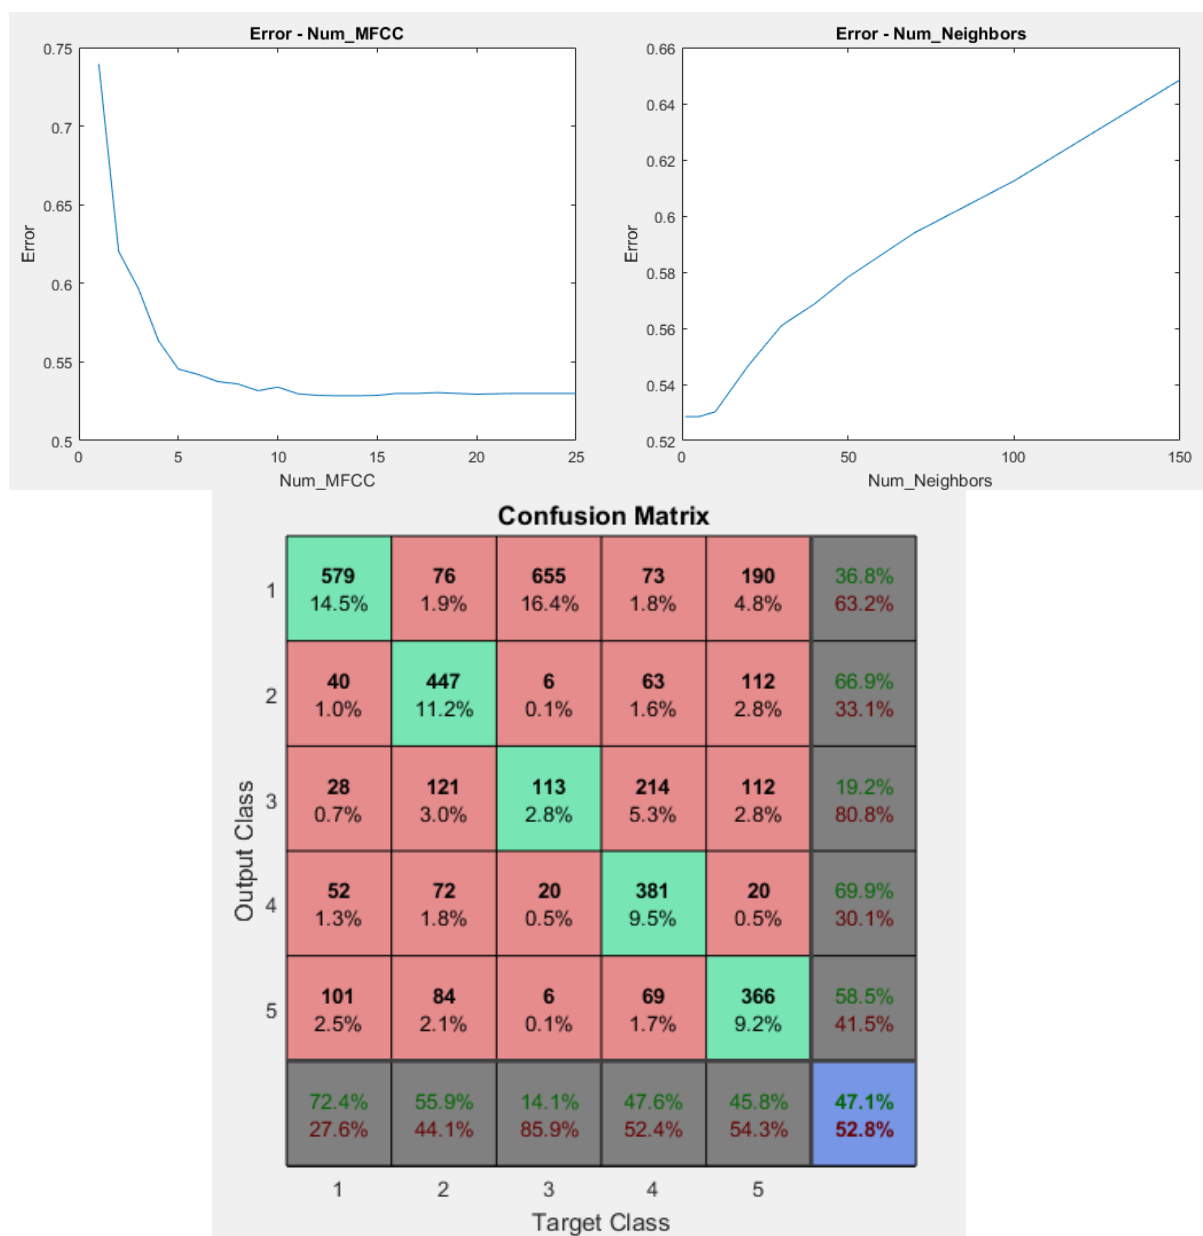 Error - Num_MFCC
0.75
0.7
0.65
0.6
0.55
0.5
Error
0 5 10 15 20 25
Num_MFCC
Error - Num_Neighbors
0.66
0.64
0.62
0.6
0.58
0.56
0.54
0.52
Error
0 50 100 150
Num_Neighbors
Confusion Matrix
Output Class
1 579 76 655 73 190 36.8%
14.5% 1.9% 16.4% 1.8% 4.8% 63.2%
2 40 447 6 63 112 66.9%
1.0% 11.2% 0.1% 1.6% 2.8% 33.1%
3 28 121 113 214 112 19.2%
0.7% 3.0% 2.8% 5.3% 2.8% 80.8%
4 52 72 20 381 20 69.9%
1.3% 1.8% 0.5% 9.5% 0.5% 30.1%
5 101 84 6 69 366 58.5%
2.5% 2.1% 0.1% 1.7% 9.2% 41.5%
72.4% 55.9% 14.1% 47.6% 45.8% 47.1%
27.6% 44.1% 85.9% 52.4% 54.3% 52.8%
1 2 3 4 5
Target Class